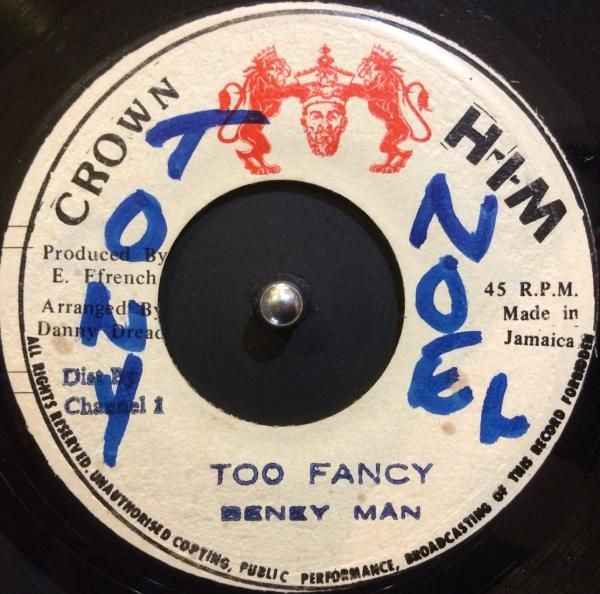 CROWN
H-I-M
TONY
NOEL
Produced By
E. Ffrench
Arranged By
Danny Dread
Dist By
Channel 1
45 R.P.M.
Made in
Jamaica
TOO FANCY
BENEY MAN
ALL RIGHTS RESERVED. UNAUTHORISED COPYING, PUBLIC PERFORMANCE, BROADCASTING OF THIS RECORD FORBIDDEN